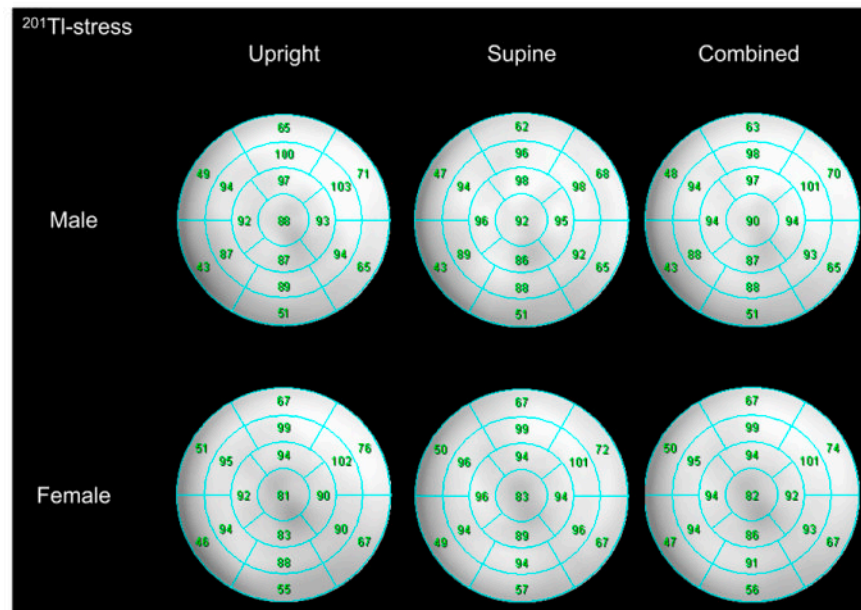 201Tl-stress
Upright Supine Combined
65 62 63
100 96 98
49 71 47 68 48 70
97 98 97
94 103 94 98 94 101
Male 92 88 93 96 92 95 94 90 94
87 94 89 92 88 93
87 86 87
43 65 43 65 43 65
89 88 88
51 51 51
67 67 67
99 99 99
51 76 50 72 50 74
94 94 94
95 102 96 101 95 101
Female 92 81 90 96 83 94 94 82 92
94 90 94 96 94 93
83 89 86
46 67 49 67 47 67
88 94 91
55 57 56